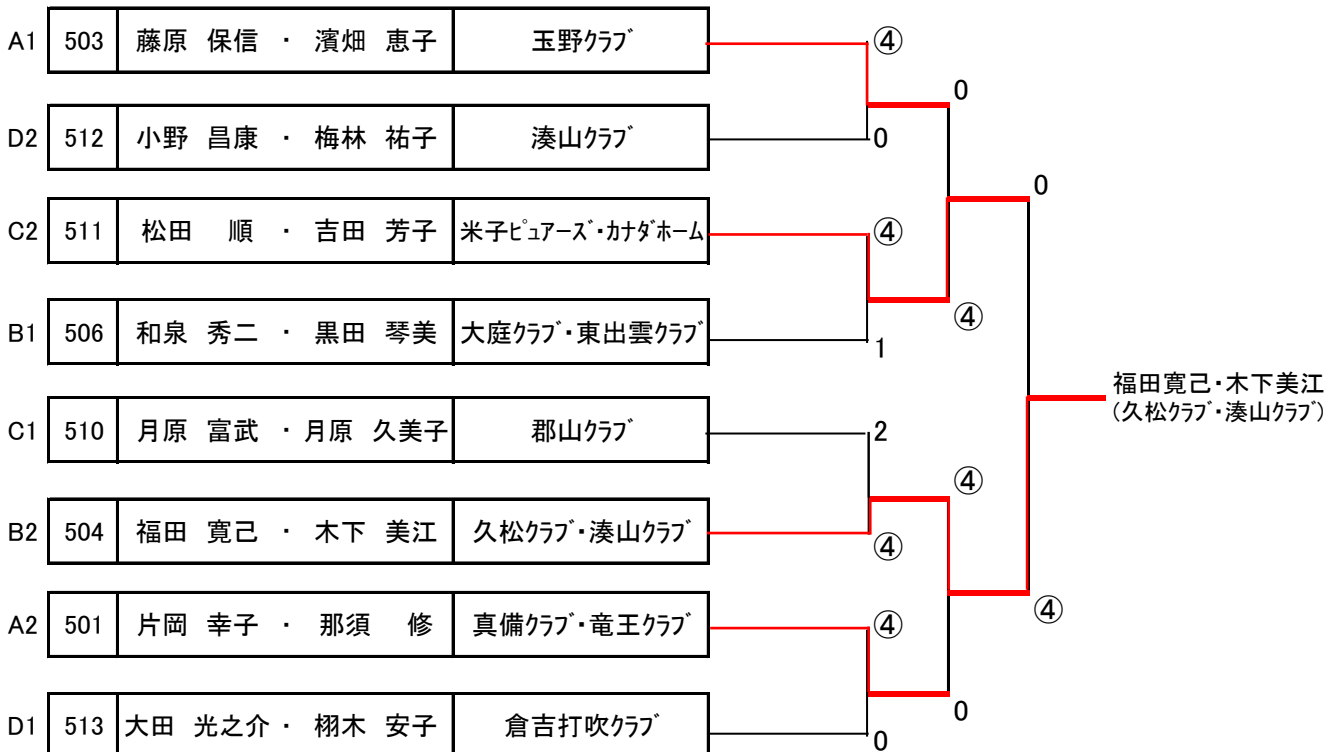 A1 503 藤原 保信 ・ 濱畑 恵子 玉野ｸﾗﾌﾞ ④
0
D2 512 小野 昌康 ・ 梅林 祐子 湊山ｸﾗﾌﾞ 0
0
C2 511 松田 順 ・ 吉田 芳子 米子ﾋﾟｭｱｰｽﾞ･ｶﾅﾀﾞﾎｰﾑ ④
④
B1 506 和泉 秀二 ・ 黒田 琴美 大庭ｸﾗﾌﾞ･東出雲ｸﾗﾌﾞ 1
福田寛己･木下美江
(久松ｸﾗﾌﾞ･湊山ｸﾗﾌﾞ)
C1 510 月原 富武 ・ 月原 久美子 郡山ｸﾗﾌﾞ 2
④
B2 504 福田 寛己 ・ 木下 美江 久松ｸﾗﾌﾞ･湊山ｸﾗﾌﾞ ④
④
A2 501 片岡 幸子 ・ 那須 修 真備ｸﾗﾌﾞ･竜王ｸﾗﾌﾞ ④
0
D1 513 大田 光之介 ・ 栩木 安子 倉吉打吹ｸﾗﾌﾞ 0